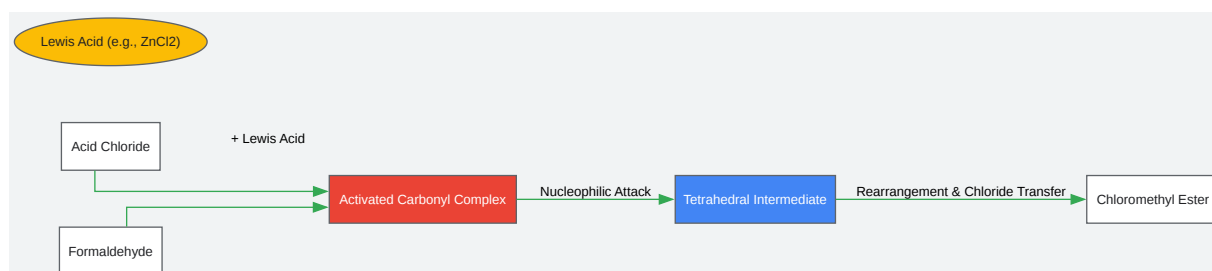 Lewis Acid (e.g., ZnCl2)
Acid Chloride
+ Lewis Acid
Activated Carbonyl Complex
Nucleophilic Attack
Tetrahedral Intermediate
Rearrangement & Chloride Transfer
Chloromethyl Ester
Formaldehyde